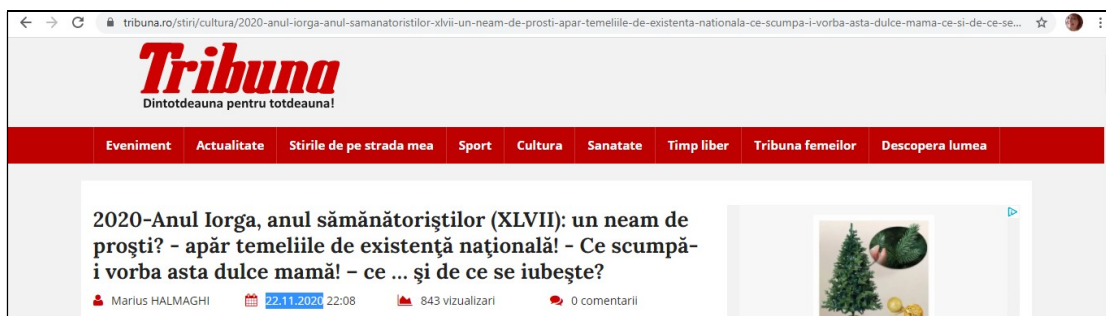 tribuna.ro/stiri/cultura/2020-anul-iorga-anul-samanatoristilor-xlvii-un-neam-de-prosti-apar-temeliile-de-existenta-nationala-ce-scumpa-i-vorba-asta-dulce-mama-ce-si-de-ce-se...
Tribuna
Dintotdeauna pentru totdeauna!
Eveniment Actualitate Stirile de pe strada mea Sport Cultura Sanatate Timp liber Tribuna femeilor Descopera lumea
2020-Anul Iorga, anul sămănătoriştilor (XLVII): un neam de
proşti? - apăr temeliile de existenţă naţională! - Ce scumpă-
i vorba asta dulce mamă! – ce ... şi de ce se iubeşte?
Marius HALMAGHI 22.11.2020 22:08 843 vizualizari 0 comentarii